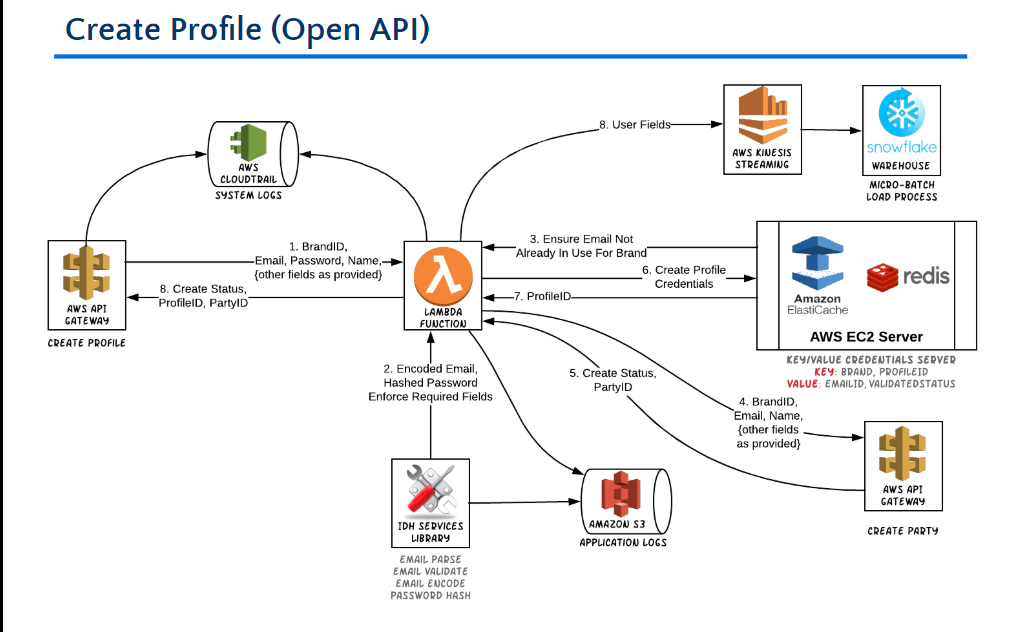 Create Profile (Open API)
8. User Fields
AWS KINESIS
STREAMING
snowflake
WAREHOUSE
MICRO-BATCH
LOAD PROCESS
AWS
CLOUDTRAIL
SYSTEM LOGS
1. BrandID,
Email, Password, Name,
{other fields as provided}
8. Create Status,
ProfileID, PartyID
AWS API
GATEWAY
CREATE PROFILE
LAMBDA
FUNCTION
3. Ensure Email Not
Already In Use For Brand
6. Create Profile
Credentials
7. ProfileID
Amazon
ElastiCache
redis
AWS EC2 Server
KEY/VALUE CREDENTIALS SERVER
KEY: BRAND, PROFILEID
VALUE: EMAILID, VALIDATEDSTATUS
2. Encoded Email,
Hashed Password
Enforce Required Fields
5. Create Status,
PartyID
4. BrandID,
Email, Name,
{other fields
as provided}
AWS API
GATEWAY
CREATE PARTY
IDH SERVICES
LIBRARY
EMAIL PARSE
EMAIL VALIDATE
EMAIL ENCODE
PASSWORD HASH
AMAZON S3
APPLICATION LOGS